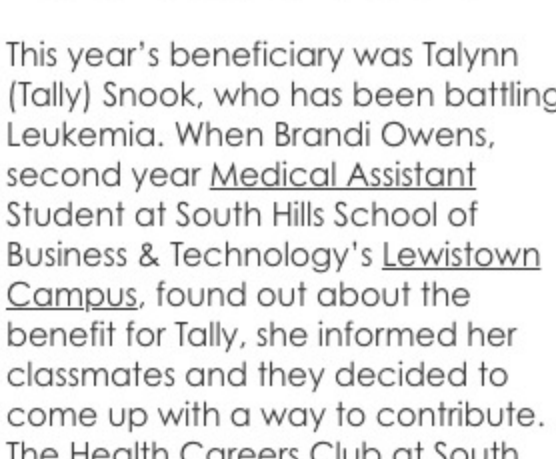 This year’s beneficiary was Talynn
(Tally) Snook, who has been battling
Leukemia. When Brandi Owens,
second year Medical Assistant
Student at South Hills School of
Business & Technology’s Lewistown
Campus, found out about the
benefit for Tally, she informed her
classmates and they decided to
come up with a way to contribute.
The Health Careers Club at South